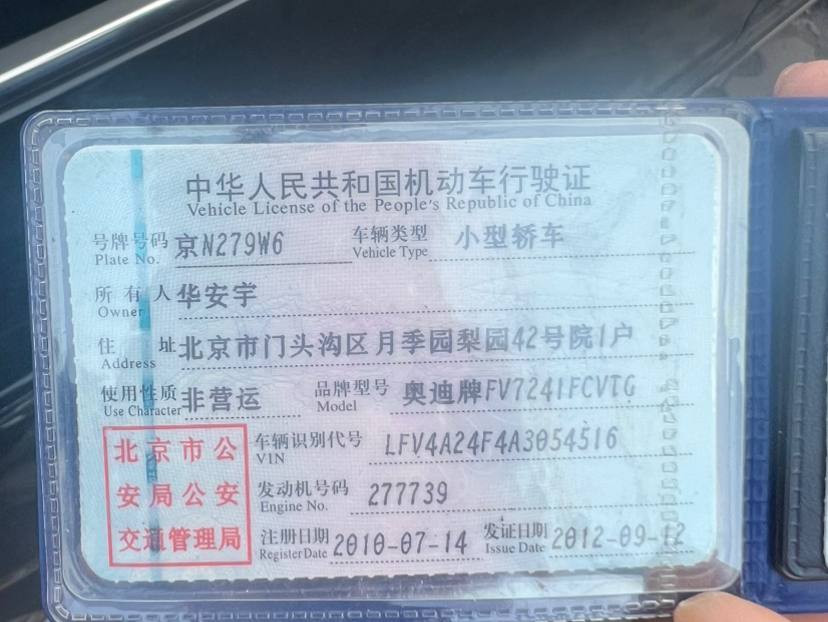 中华人民共和国机动车行驶证
Vehicle License of the People's Republic of China
号牌号码 京N279W6 车辆类型 小型轿车
Plate No. Vehicle Type
所有人 华安宇
Owner
住址 北京市门头沟区月季园梨园42号院1户
Address
使用性质 非营运 品牌型号 奥迪牌FV7241FCVTG
Use Character Model
北京市公 车辆识别代号 LFV4A24F4A3054516
VIN
安局公安 发动机号码 277739
Engine No.
交通管理局 注册日期 2010-07-14 发证日期 2012-09-12
Register Date Issue Date